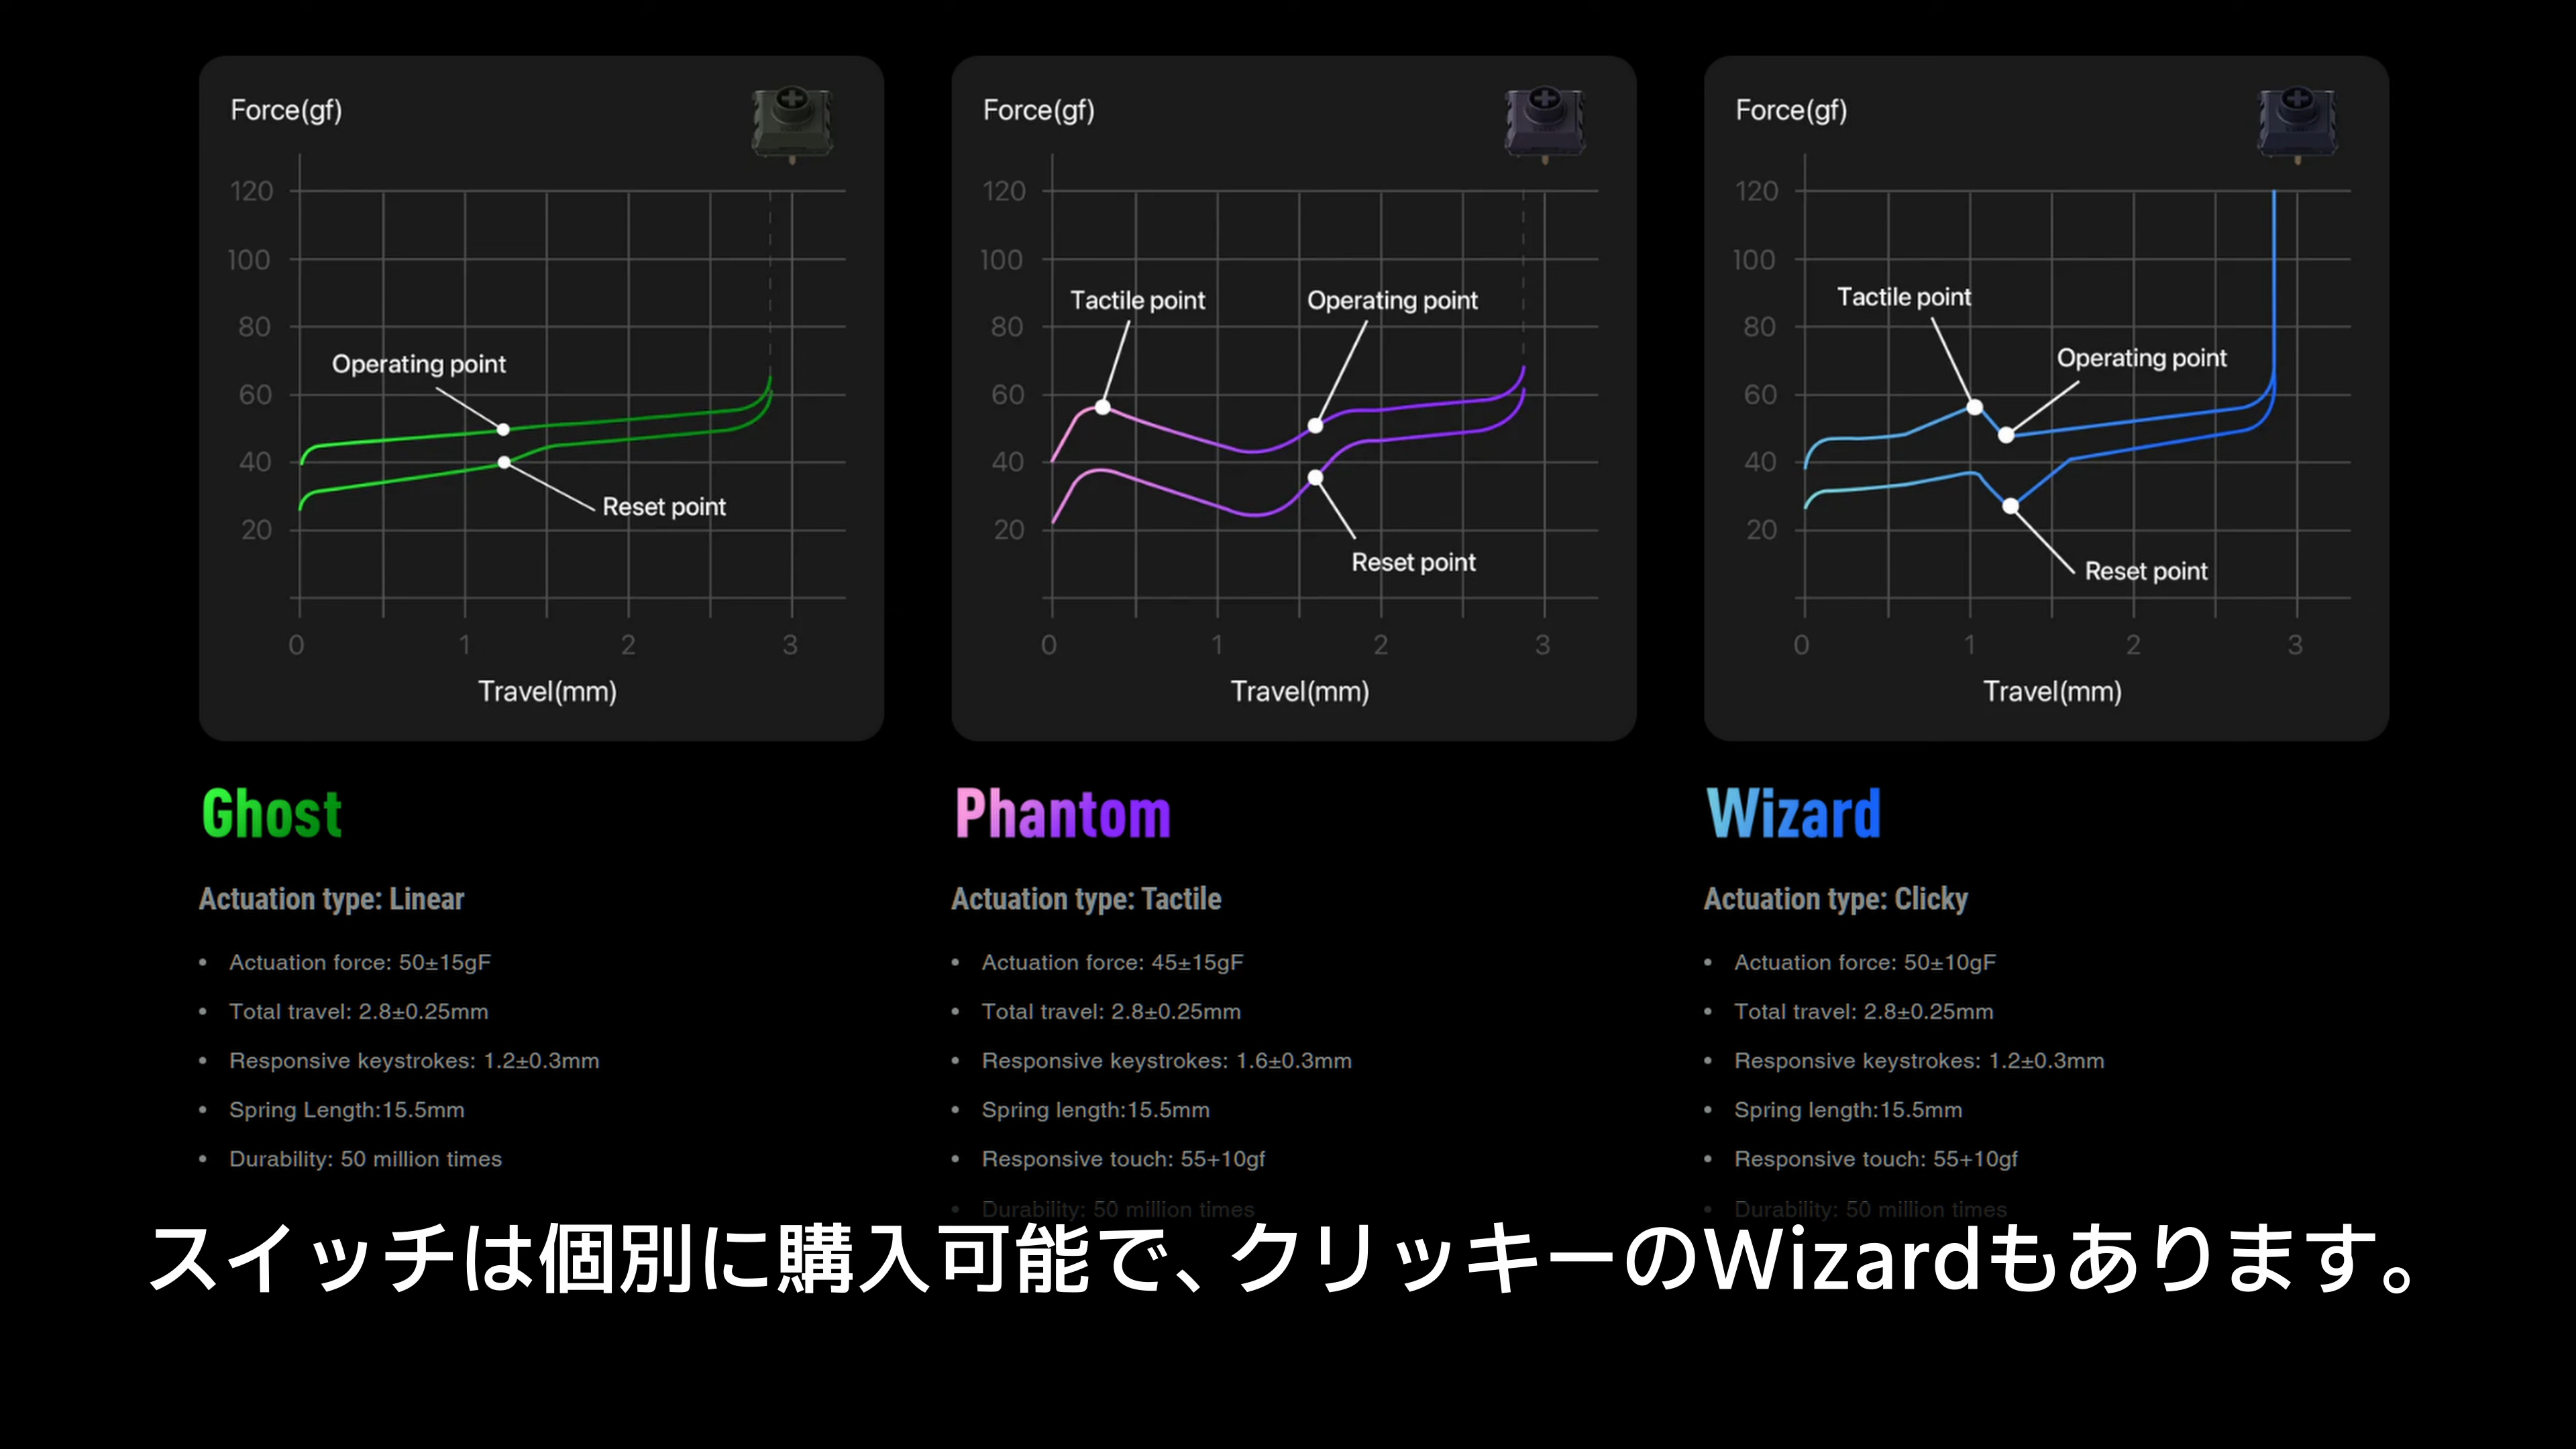 Force(gf)
120
100
80
60
40
20
Operating point
Reset point
0 1 2 3
Travel(mm)
Force(gf)
120
100
80
60
40
20
Tactile point
Operating point
Reset point
0 1 2 3
Travel(mm)
Force(gf)
120
100
80
60
40
20
Tactile point
Operating point
Reset point
0 1 2 3
Travel(mm)
Ghost
Actuation type: Linear
• Actuation force: 50±15gF
• Total travel: 2.8±0.25mm
• Responsive keystrokes: 1.2±0.3mm
• Spring Length:15.5mm
• Durability: 50 million times
Phantom
Actuation type: Tactile
• Actuation force: 45±15gF
• Total travel: 2.8±0.25mm
• Responsive keystrokes: 1.6±0.3mm
• Spring length:15.5mm
• Responsive touch: 55+10gf
• Durability: 50 million times
Wizard
Actuation type: Clicky
• Actuation force: 50±10gF
• Total travel: 2.8±0.25mm
• Responsive keystrokes: 1.2±0.3mm
• Spring length:15.5mm
• Responsive touch: 55+10gf
• Durability: 50 million times
スイッチは個別に購入可能で、クリッキーのWizardもあります。